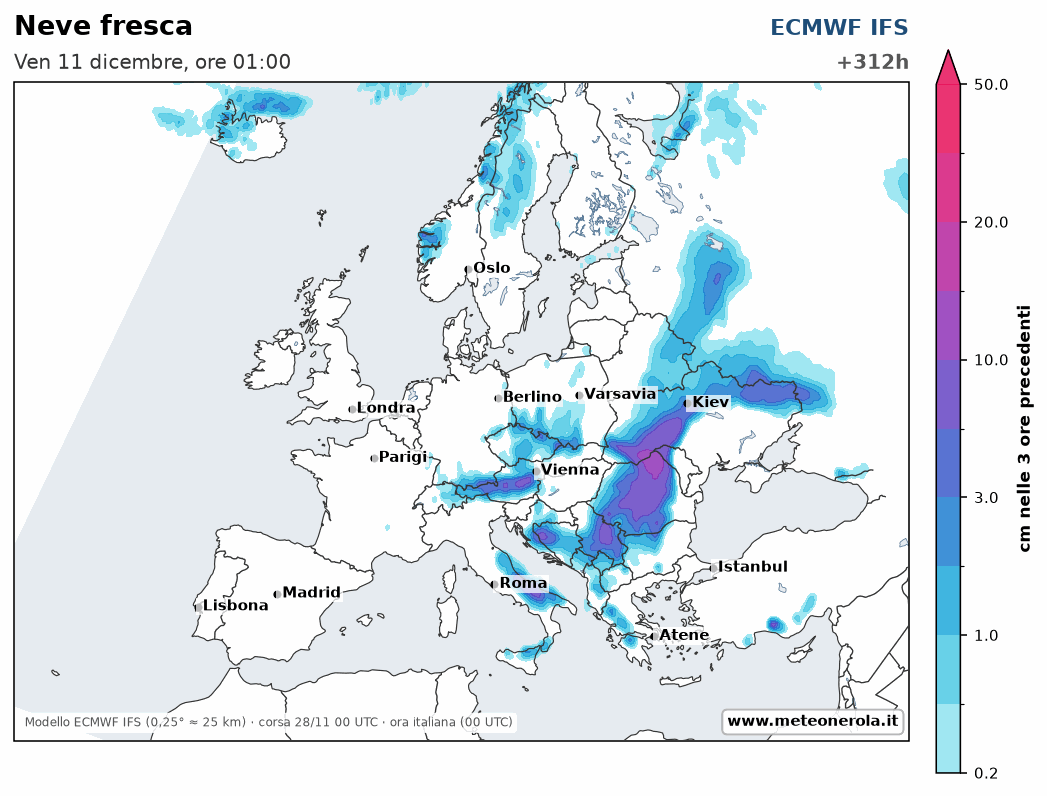 Neve fresca
ECMWF IFS
Ven 11 dicembre, ore 01:00
+312h
50.0
20.0
10.0
3.0
1.0
0.2
cm nelle 3 ore precedenti
Oslo
Berlino
Varsavia
Kiev
Londra
Parigi
Vienna
Istanbul
Roma
Madrid
Lisbona
Atene
Modello ECMWF IFS (0,25° ≈ 25 km) · corsa 28/11 00 UTC · ora italiana (00 UTC)
www.meteonerola.it